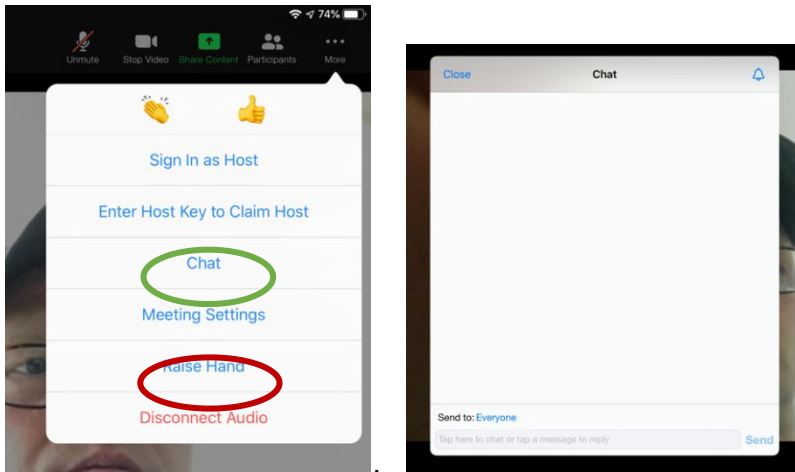 74%
Unmute Stop Video Share Content Participants More
Sign In as Host
Enter Host Key to Claim Host
Chat
Meeting Settings
Raise Hand
Disconnect Audio
.
Close Chat
Send to: Everyone
Tap here to chat or tap a message to reply Send